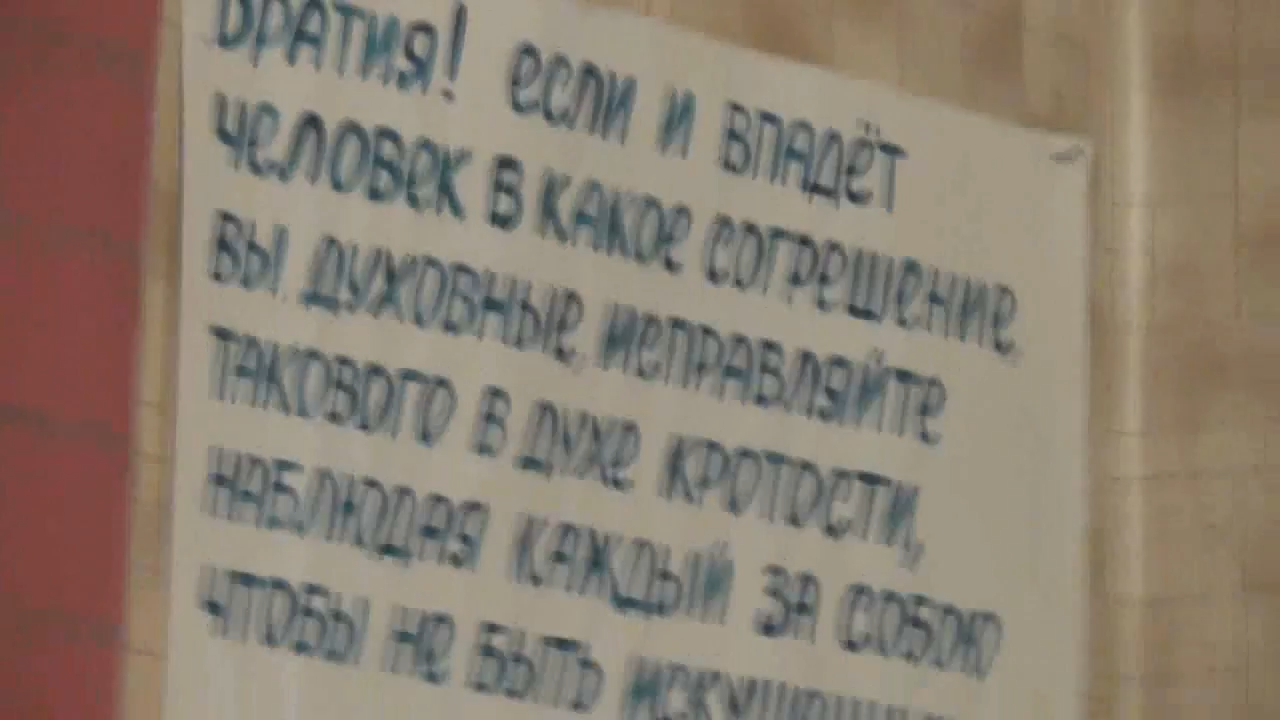 Братия! если и впадёт
человек в какое согрешение,
вы духовные, исправляйте
такового в духе кротости,
наблюдая каждый за собою
чтобы не быть